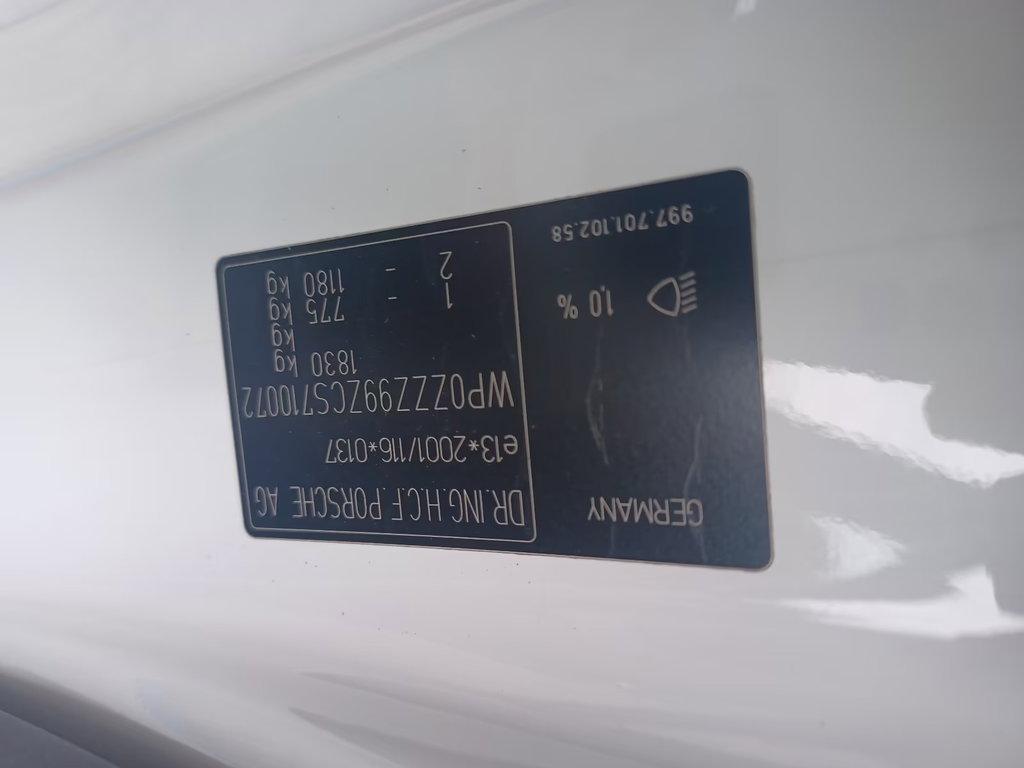 GERMANY
DR.ING.H.C.F. PORSCHE AG
e13*2001/116*0137
WP0ZZZ99ZCS710072
1830 kg
kg
1 - 775 kg
2 - 1180 kg
1,0 %
997.701.102.58